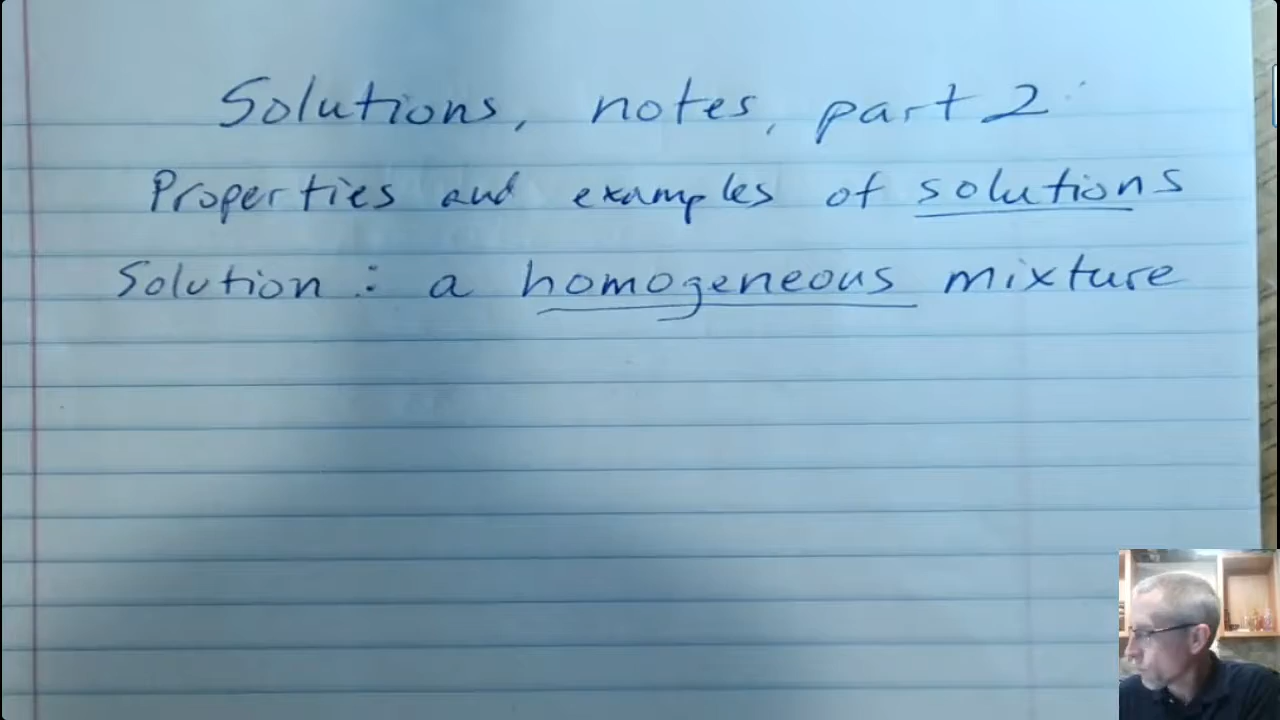 Solutions, notes, part 2
Properties and examples of solutions
Solution : a homogeneous mixture